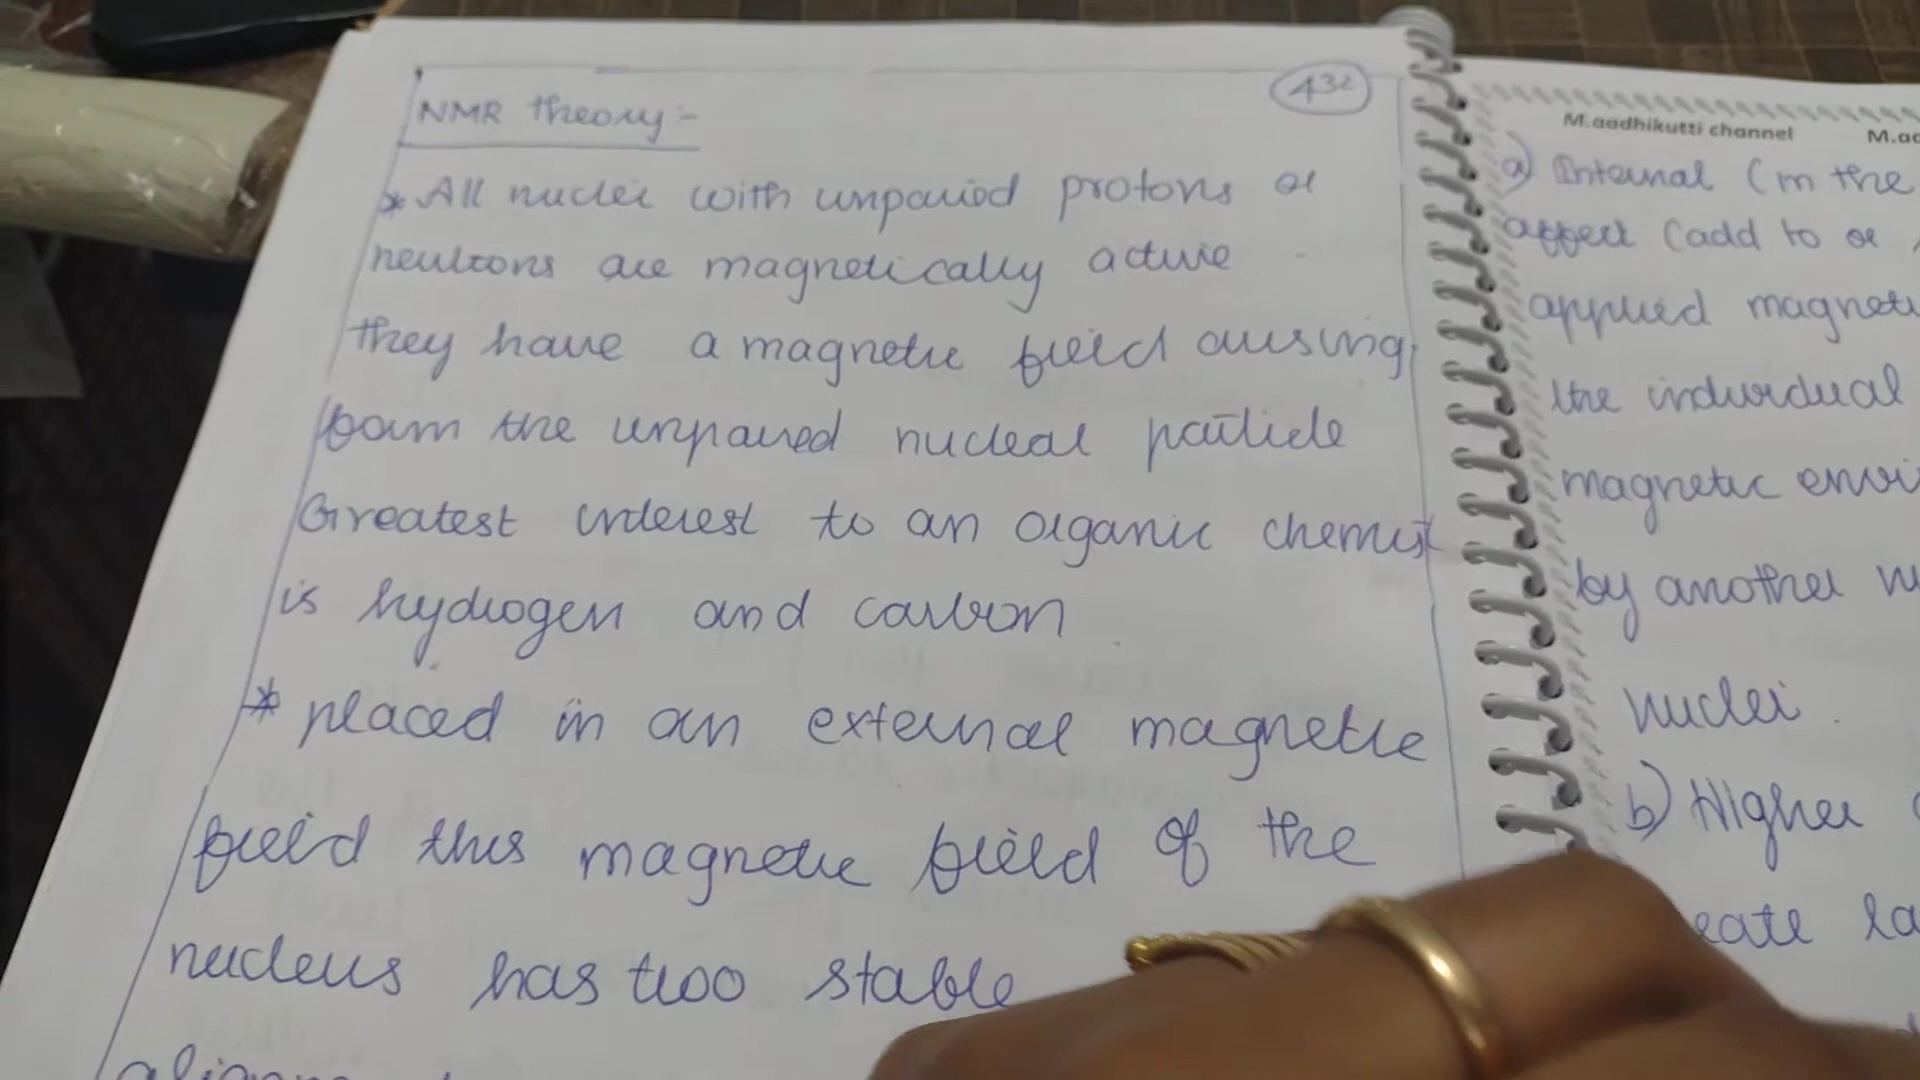 432
NMR theory:-
* All nuclei with unpaired protons or
neutrons are magnetically active
they have a magnetic field arising
from the unpaired nuclear particle
Greatest interest to an organic chemist
is hydrogen and carbon
* placed in an external magnetic
field this magnetic field of the
nucleus has two stable
M.aadhikutti channel
a) Internal (in the
affect (add to or
applied magneti
the individual
magnetic envi
by another
nuclei.
b) Higher
eate la